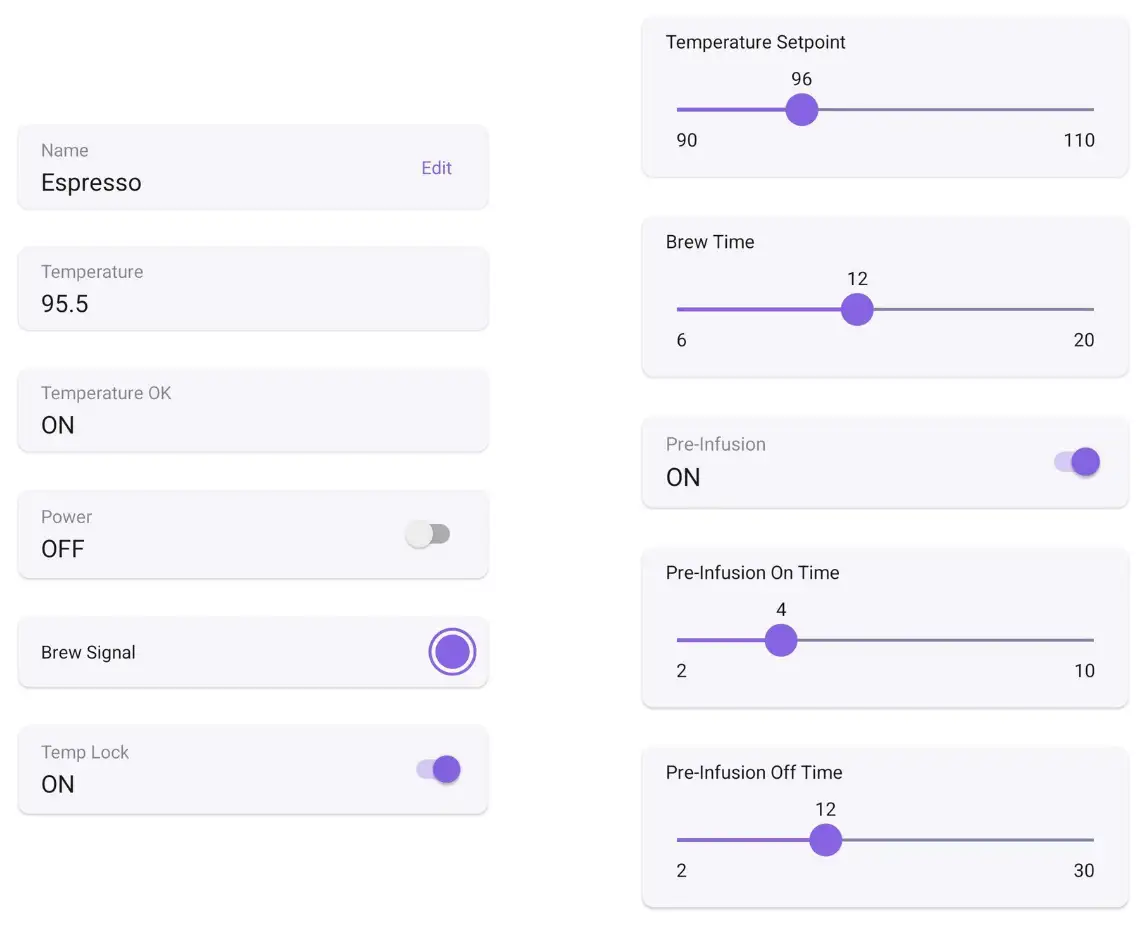 Name
Espresso
Edit
Temperature
95.5
Temperature OK
ON
Power
OFF
Brew Signal
Temp Lock
ON
Temperature Setpoint
96
90 110
Brew Time
12
6 20
Pre-Infusion
ON
Pre-Infusion On Time
4
2 10
Pre-Infusion Off Time
12
2 30